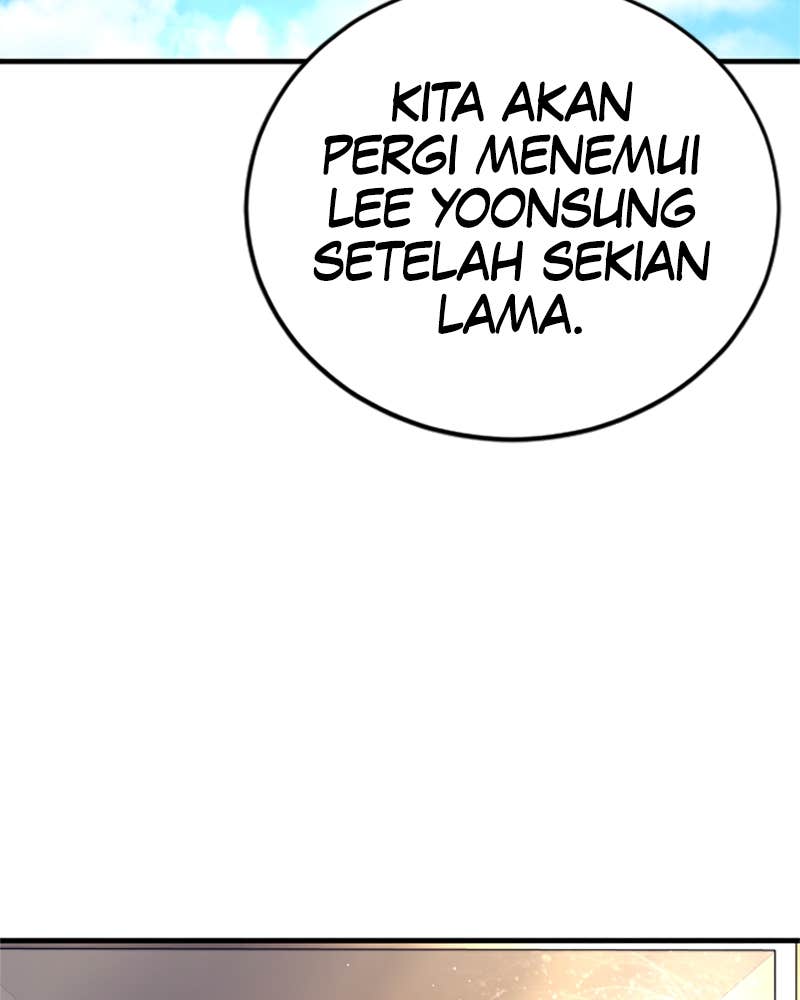 KITA AKAN
PERGI MENEMUI
LEE YOONSUNG
SETELAH SEKIAN
LAMA.